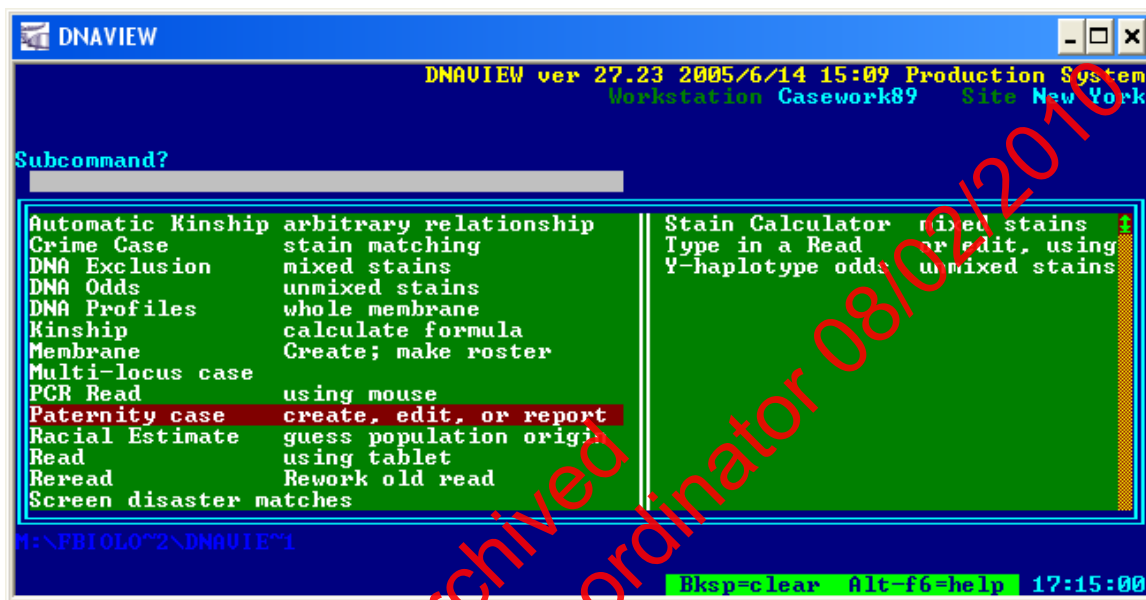 DNAVIEW
DNAVIEW ver 27.23 2005/6/14 15:09 Production System
Workstation Casework89 Site New York
Subcommand?
Automatic Kinship arbitrary relationship
Crime Case stain matching
DNA Exclusion mixed stains
DNA Odds unmixed stains
DNA Profiles whole membrane
Kinship calculate formula
Membrane Create; make roster
Multi-locus case
PCR Read using mouse
Paternity case create, edit, or report
Racial Estimate guess population origin
Read using tablet
Reread Rework old read
Screen disaster matches
Stain Calculator mixed stains
Type in a Read or edit, using
Y-haplotype odds unmixed stains
M:\FBIOLO~2\DNAVIE~1
Bksp=clear Alt-f6=help 17:15:00
chived
ordinator 08/02/2010